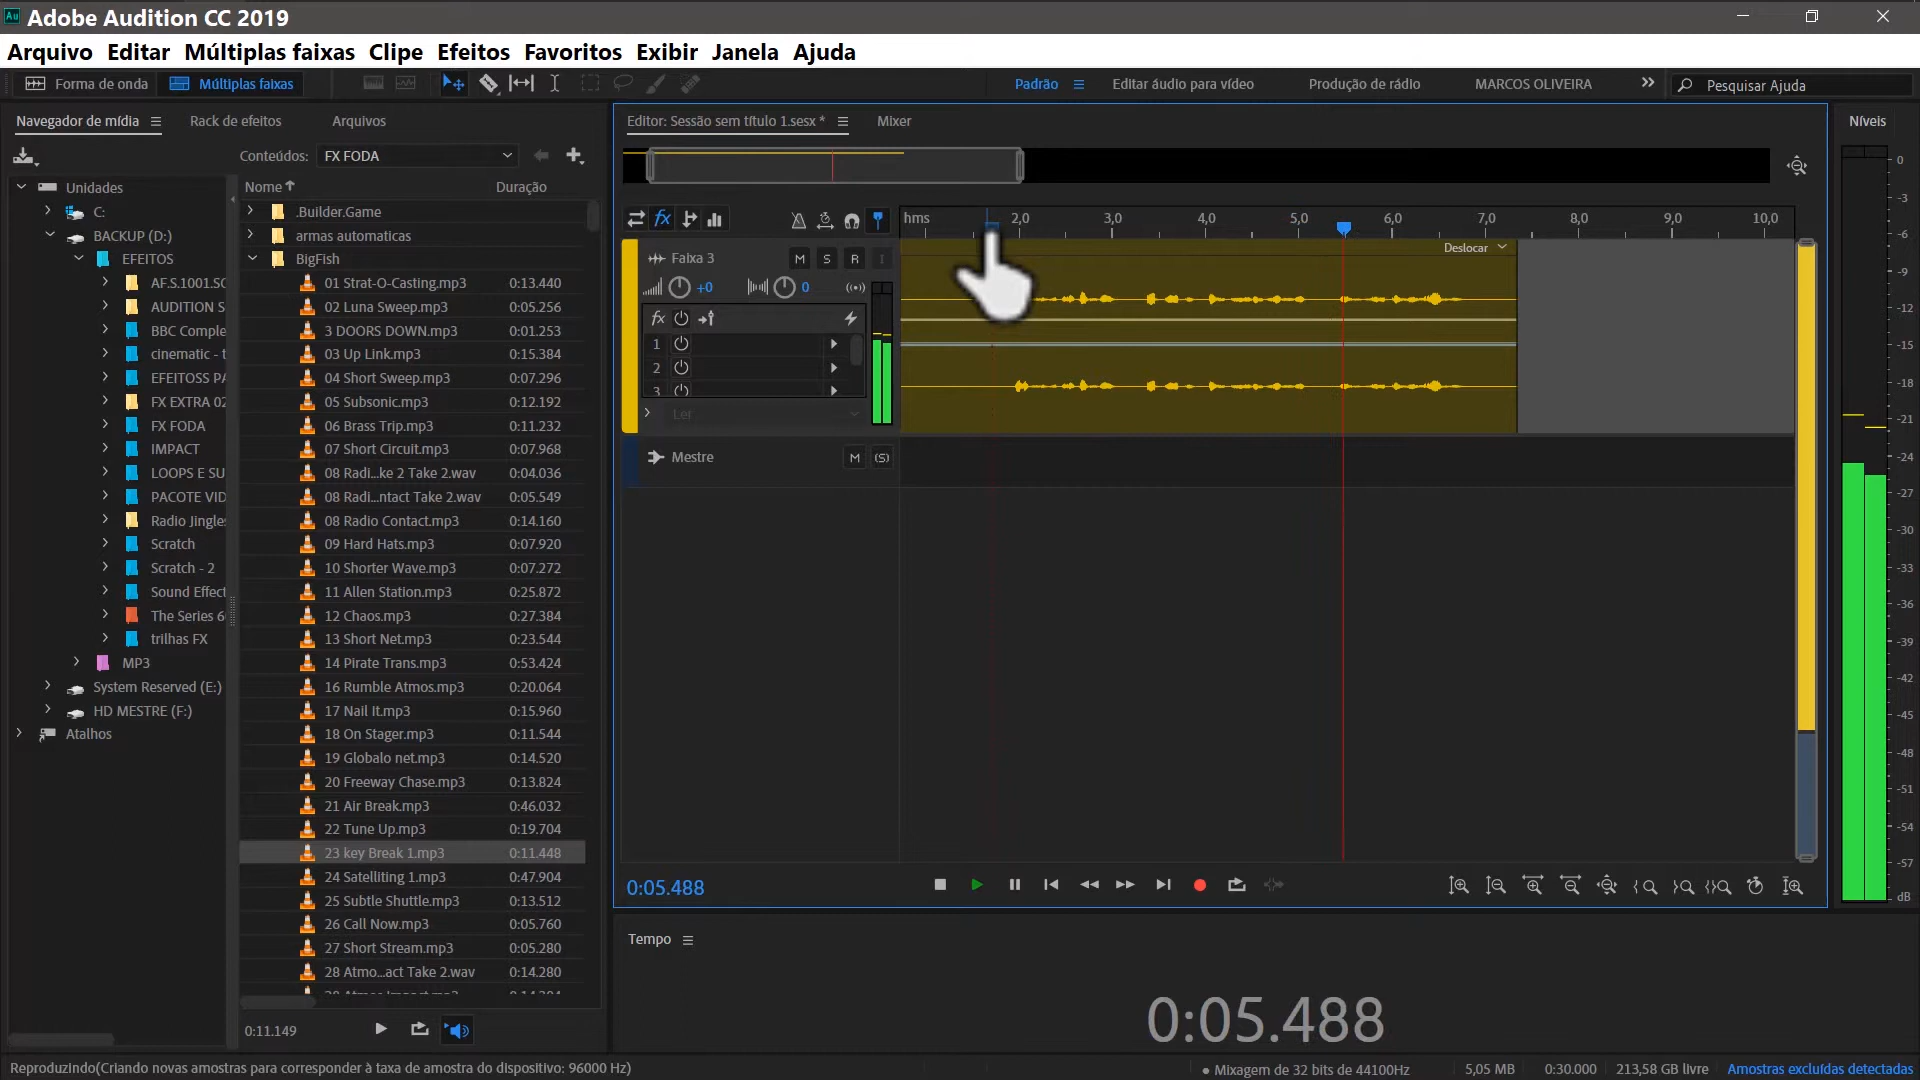 Au Adobe Audition CC 2019
Arquivo Editar Múltiplas faixas Clipe Efeitos Favoritos Exibir Janela Ajuda
Forma de onda Múltiplas faixas Padrão Editar áudio para vídeo Produção de rádio MARCOS OLIVEIRA Pesquisar Ajuda
Navegador de mídia Rack de efeitos Arquivos
Conteúdos: FX FODA
Unidades
C:
BACKUP (D:)
EFEITOS
AF.S.1001.SC
AUDITION S
BBC Comple
cinematic - t
EFEITOSS PA
FX EXTRA 02
FX FODA
IMPACT
LOOPS E SU
PACOTE VID
Radio Jingle
Scratch
Scratch - 2
Sound Effect
The Series 6
trilhas FX
MP3
System Reserved (E:)
HD MESTRE (F:)
Atalhos
Nome Duração
.Builder.Game
armas automaticas
BigFish
01 Strat-O-Casting.mp3 0:13.440
02 Luna Sweep.mp3 0:05.256
3 DOORS DOWN.mp3 0:01.253
03 Up Link.mp3 0:15.384
04 Short Sweep.mp3 0:07.296
05 Subsonic.mp3 0:12.192
06 Brass Trip.mp3 0:11.232
07 Short Circuit.mp3 0:07.968
08 Radi...ke 2 Take 2.wav 0:04.036
08 Radi...ntact Take 2.wav 0:05.549
08 Radio Contact.mp3 0:14.160
09 Hard Hats.mp3 0:07.920
10 Shorter Wave.mp3 0:07.272
11 Allen Station.mp3 0:25.872
12 Chaos.mp3 0:27.384
13 Short Net.mp3 0:23.544
14 Pirate Trans.mp3 0:53.424
16 Rumble Atmos.mp3 0:20.064
17 Nail It.mp3 0:15.960
18 On Stager.mp3 0:11.544
19 Globalo net.mp3 0:14.520
20 Freeway Chase.mp3 0:13.824
21 Air Break.mp3 0:46.032
22 Tune Up.mp3 0:19.704
23 key Break 1.mp3 0:11.448
24 Satelliting 1.mp3 0:47.904
25 Subtle Shuttle.mp3 0:13.512
26 Call Now.mp3 0:05.760
27 Short Stream.mp3 0:05.280
28 Atmo...act Take 2.wav 0:14.280
0:11.149
Editor: Sessão sem título 1.sesx * Mixer
fx hms 2,0 3,0 4,0 5,0 6,0 7,0 8,0 9,0 10,0
Faixa 3 M S R I Deslocar
+0 0
fx
1
2
3
Ler
Mestre M (S)
0:05.488
Tempo
0:05.488
Níveis
0
-3
-6
-9
-12
-15
-18
-21
-24
-27
-30
-33
-36
-39
-42
-45
-48
-51
-54
-57
dB
Reproduzindo(Criando novas amostras para corresponder à taxa de amostra do dispositivo: 96000 Hz) Mixagem de 32 bits de 44100Hz 5,05 MB 0:30.000 213,58 GB livre Amostras excluídas detectadas